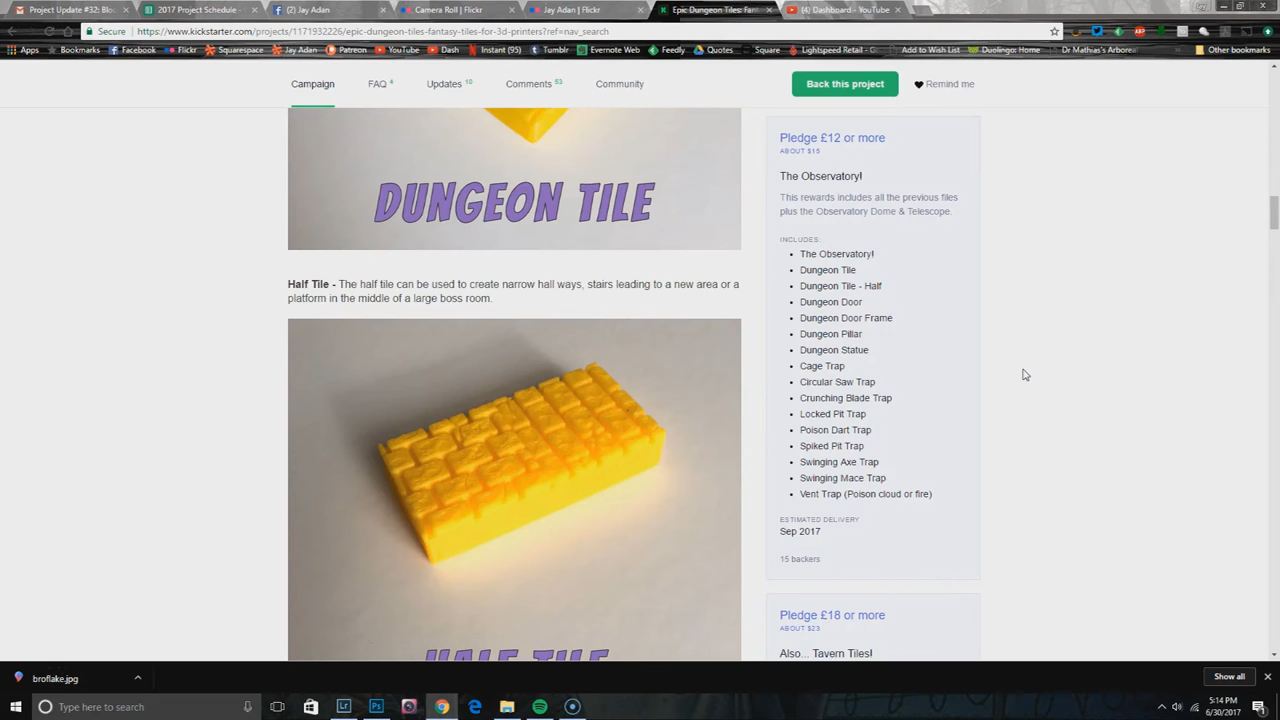 Project Update #32: Blo
2017 Project Schedule -
(2) Jay Adan
Camera Roll | Flickr
Jay Adan | Flickr
Epic Dungeon Tiles: Fant
(4) Dashboard - YouTube
Secure
https://www.kickstarter.com/projects/1171932226/epic-dungeon-tiles-fantasy-tiles-for-3d-printers?ref=nav_search
Apps
Bookmarks
Facebook
Flickr
Squarespace
Jay Adan
Patreon
YouTube
Desk
Instant (95)
Tumblr
Evernote Web
Feedly
Quotes
Square
Lightspeed Retail - C
Add to Wish List
Duolingo: Home
Dr Mathias's Arbore
Other bookmarks
Campaign
FAQ 4
Updates 10
Comments 53
Community
Back this project
Remind me
DUNGEON TILE
Half Tile - The half tile can be used to create narrow hall ways, stairs leading to a new area or a
platform in the middle of a large boss room.
HALF TILE
Pledge £12 or more
ABOUT $15
The Observatory!
This rewards includes all the previous files
plus the Observatory Dome & Telescope.
INCLUDES:
• The Observatory!
• Dungeon Tile
• Dungeon Tile - Half
• Dungeon Door
• Dungeon Door Frame
• Dungeon Pillar
• Dungeon Statue
• Cage Trap
• Circular Saw Trap
• Crunching Blade Trap
• Locked Pit Trap
• Poison Dart Trap
• Spiked Pit Trap
• Swinging Axe Trap
• Swinging Mace Trap
• Vent Trap (Poison cloud or fire)
ESTIMATED DELIVERY
Sep 2017
15 backers
Pledge £18 or more
ABOUT $23
Also... Tavern Tiles!
broflake.jpg
Show all
Type here to search
5:14 PM
6/30/2017